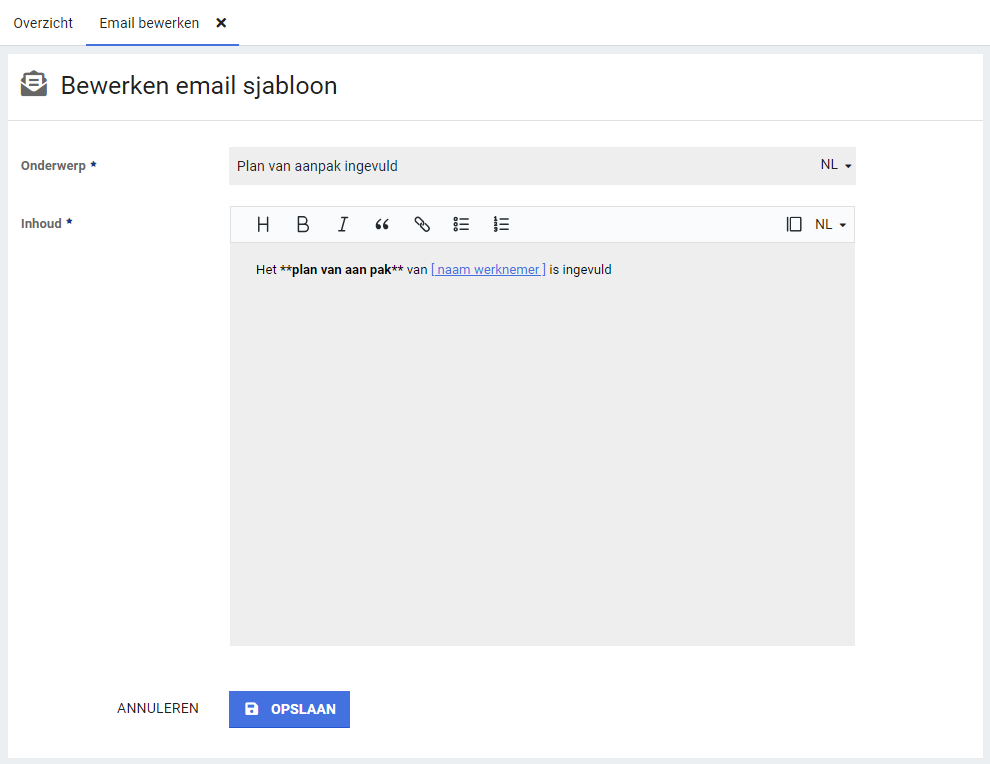 Overzicht
Email bewerken
Bewerken email sjabloon
Onderwerp *
Plan van aanpak ingevuld
NL
Inhoud *
H B I “ NL
Het **plan van aan pak** van [ naam werknemer ] is ingevuld
ANNULEREN
OPSLAAN